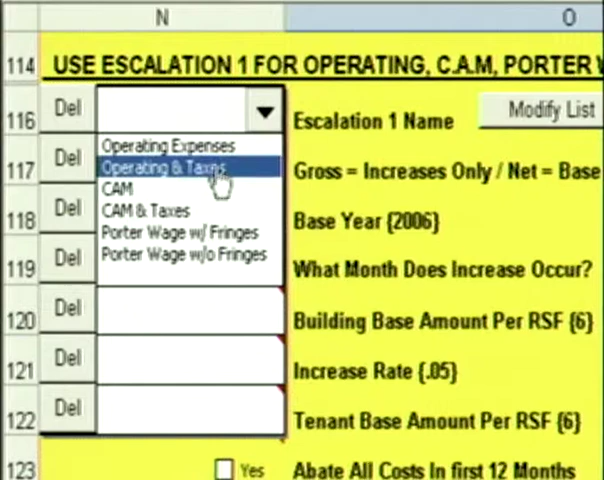 N O
114 USE ESCALATION 1 FOR OPERATING, C.A.M, PORTER
116 Del Escalation 1 Name Modify List
Operating Expenses
117 Del Operating & Taxes Gross = Increases Only / Net = Base
CAM
118 Del CAM & Taxes Base Year {2006}
Porter Wage w/ Fringes
119 Del Porter Wage w/o Fringes What Month Does Increase Occur?
120 Del Building Base Amount Per RSF {6}
121 Del Increase Rate {.05}
122 Del Tenant Base Amount Per RSF {6}
123 Yes Abate All Costs In first 12 Months